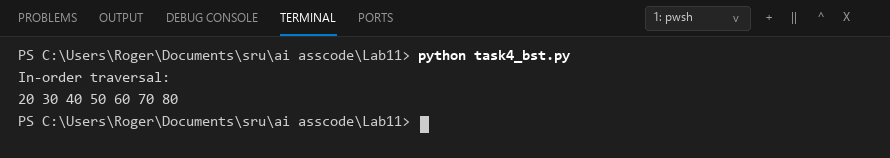 PROBLEMS OUTPUT DEBUG CONSOLE TERMINAL PORTS 1: pwsh v + || ^ X
PS C:\Users\Roger\Documents\sru\ai asscode\Lab11> python task4_bst.py
In-order traversal:
20 30 40 50 60 70 80
PS C:\Users\Roger\Documents\sru\ai asscode\Lab11>